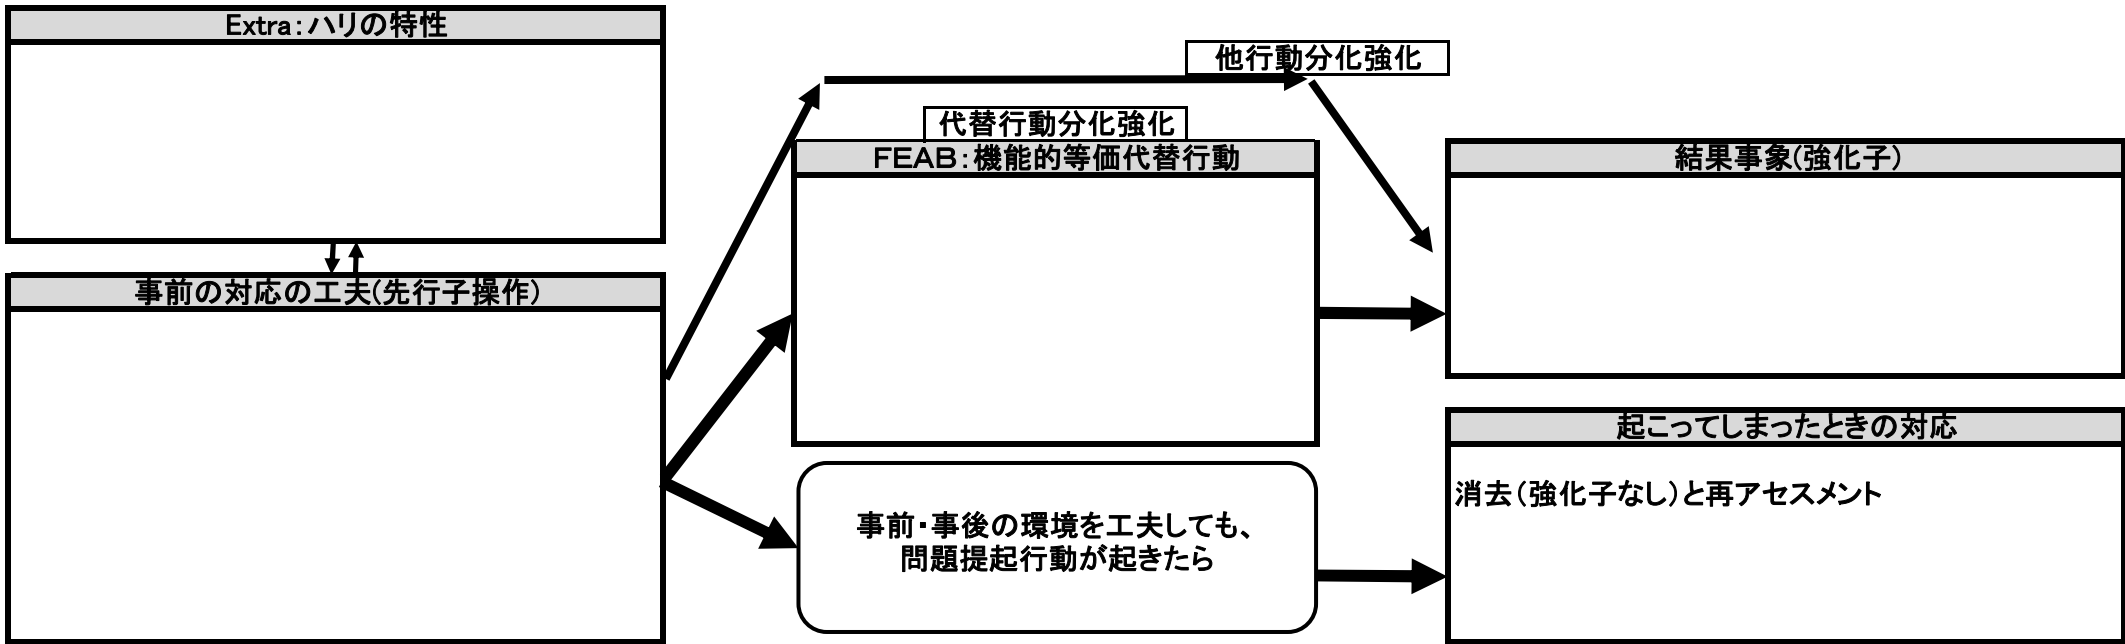 Extra：ハリの特性
他行動分化強化
代替行動分化強化
FEAB：機能的等価代替行動
結果事象(強化子)
事前の対応の工夫(先行子操作)
起こってしまったときの対応
消去（強化子なし）と再アセスメント
事前・事後の環境を工夫しても、
問題提起行動が起きたら